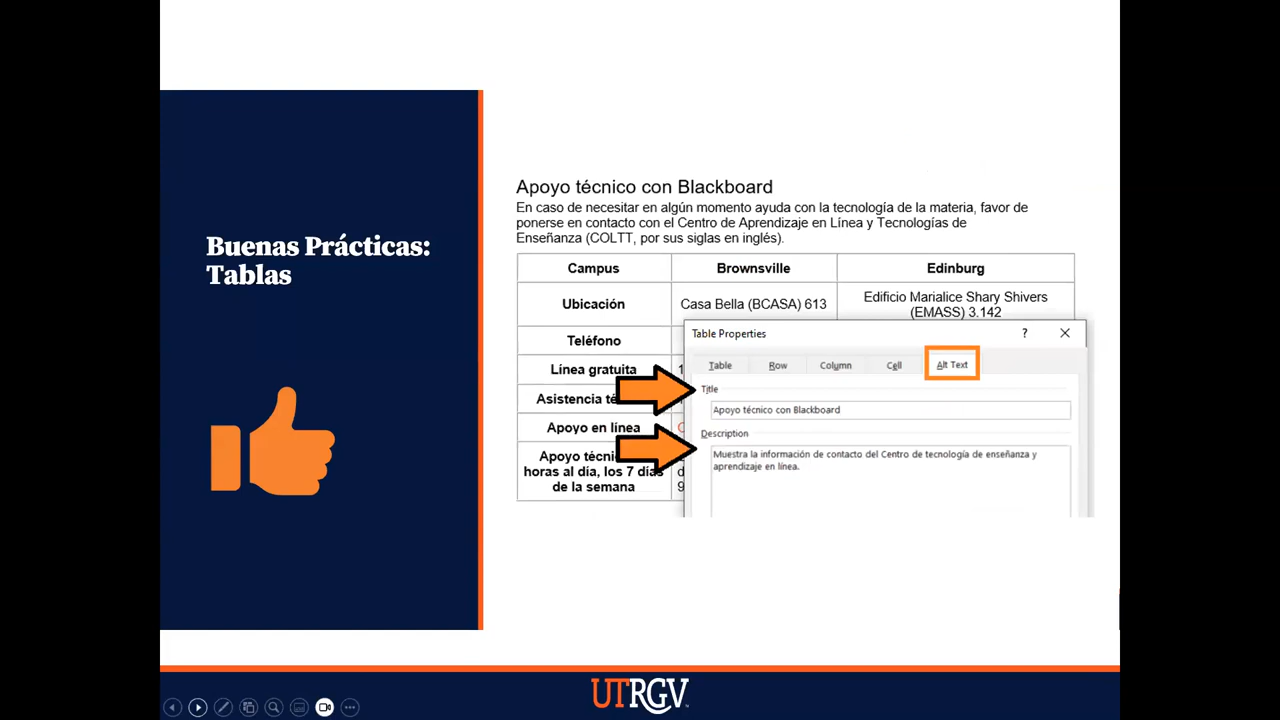 Buenas Prácticas:
Tablas
Apoyo técnico con Blackboard
En caso de necesitar en algún momento ayuda con la tecnología de la materia, favor de
ponerse en contacto con el Centro de Aprendizaje en Línea y Tecnologías de
Enseñanza (COLTT, por sus siglas en inglés).
Campus Brownsville Edinburg
Ubicación Casa Bella (BCASA) 613 Edificio Marialice Shary Shivers
(EMASS) 3.142
Teléfono
Línea gratuita 1
Asistencia
Apoyo en línea
Apoyo
horas al día, los 7 días
de la semana 9
Table Properties ?
Table Row Column Cell Alt Text
Title
Apoyo técnico con Blackboard
Description
Muestra la información de contacto del Centro de tecnología de enseñanza y
aprendizaje en línea.
UTRGV